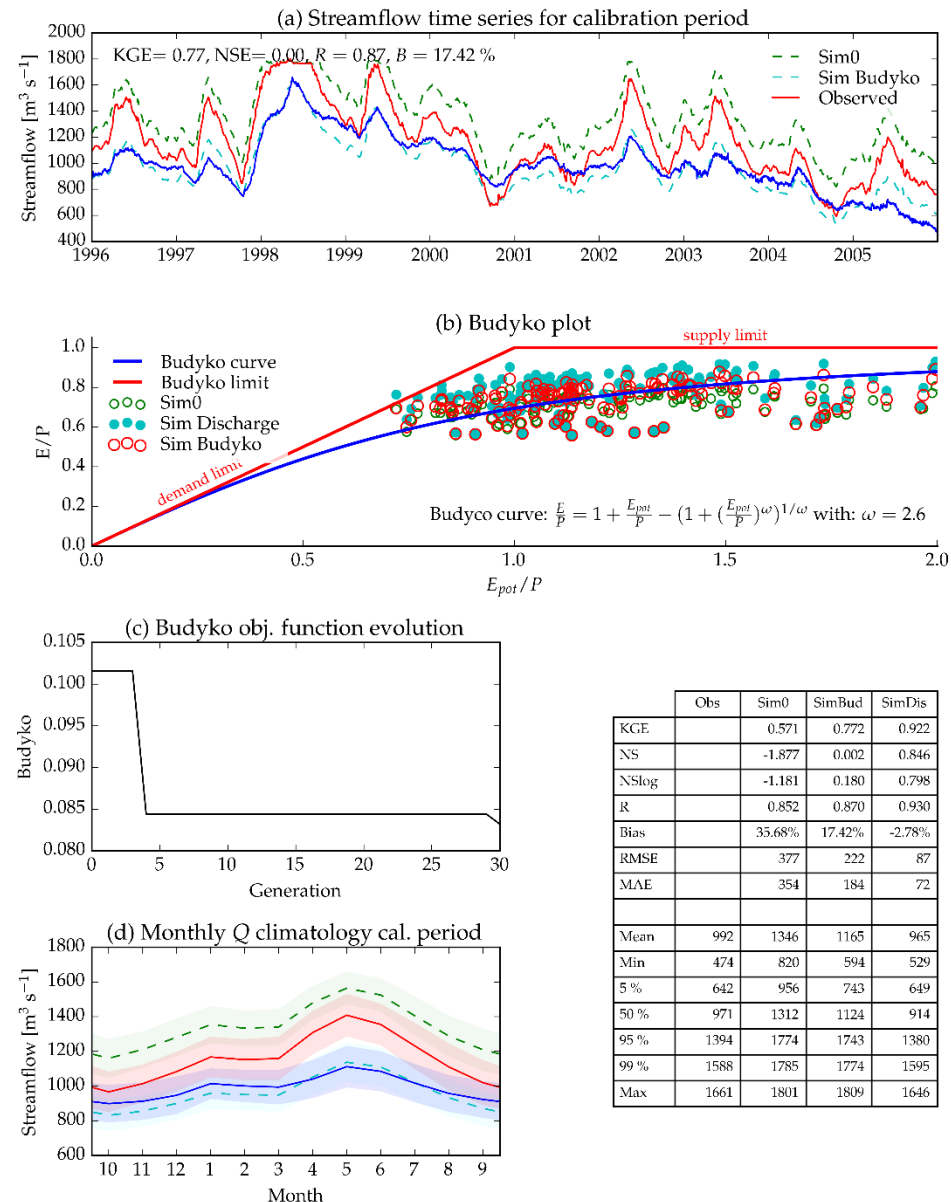 (a) Streamflow time series for calibration period
KGE= 0.77, NSE= 0.00, R = 0.87, B = 17.42 %
Sim0
Sim Budyko
Observed
Streamflow [m³ s⁻¹]
2000
1800
1600
1400
1200
1000
800
600
400
1996 1997 1998 1999 2000 2001 2002 2003 2004 2005
(b) Budyko plot
supply limit
demand limit
Budyko curve
Budyko limit
Sim0
Sim Discharge
Sim Budyko
E/P
1.0
0.8
0.6
0.4
0.2
0.0
Budyco curve: E/P = 1 + E_pot/P − (1 + (E_pot/P)^ω)^1/ω with: ω = 2.6
0.0 0.5 1.0 1.5 2.0
E_pot/P
(c) Budyko obj. function evolution
Budyko
0.105
0.100
0.095
0.090
0.085
0.080
0 5 10 15 20 25 30
Generation
(d) Monthly Q climatology cal. period
Streamflow [m³ s⁻¹]
1800
1600
1400
1200
1000
800
600
10 11 12 1 2 3 4 5 6 7 8 9
Month
Obs Sim0 SimBud SimDis
KGE 0.571 0.772 0.922
NS -1.877 0.002 0.846
NSlog -1.181 0.180 0.798
R 0.852 0.870 0.930
Bias 35.68% 17.42% -2.78%
RMSE 377 222 87
MAE 354 184 72
Mean 992 1346 1165 965
Min 474 820 594 529
5 % 642 956 743 649
50 % 971 1312 1124 914
95 % 1394 1774 1743 1380
99 % 1588 1785 1774 1595
Max 1661 1801 1809 1646